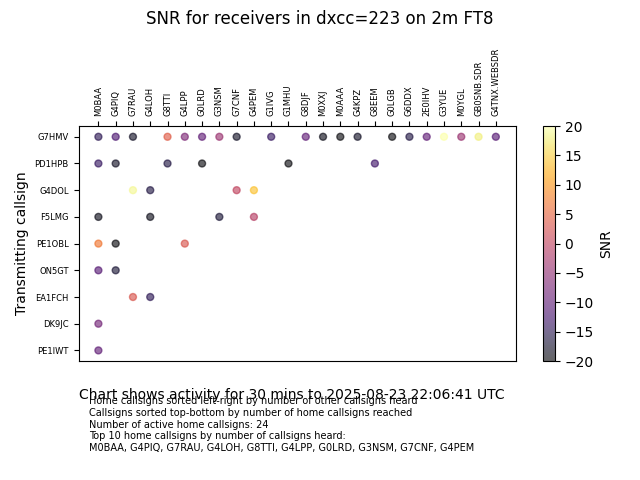 SNR for receivers in dxcc=223 on 2m FT8
M0BAA G4PIQ G7RAU G4LOH G8TTI G4LPP G0LRD G3NSM G7CNF G4PEM G1IVG G1MHU G8DJF M0XXJ M0AAA G4KPZ G8EEM G0LGB G6DDX 2E0IHV G3YUE M0YGL GB0SNB.SDR G4TNX.WEBSDR
Transmitting callsign
G7HMV
PD1HPB
G4DOL
F5LMG
PE1OBL
ON5GT
EA1FCH
DK9JC
PE1IWT
20
15
10
5
0
−5
−10
−15
−20
SNR
Chart shows activity for 30 mins to 2025-08-23 22:06:41 UTC
Home callsigns sorted left-right by number of other callsigns heard
Callsigns sorted top-bottom by number of home callsigns reached
Number of active home callsigns: 24
Top 10 home callsigns by number of callsigns heard:
M0BAA, G4PIQ, G7RAU, G4LOH, G8TTI, G4LPP, G0LRD, G3NSM, G7CNF, G4PEM